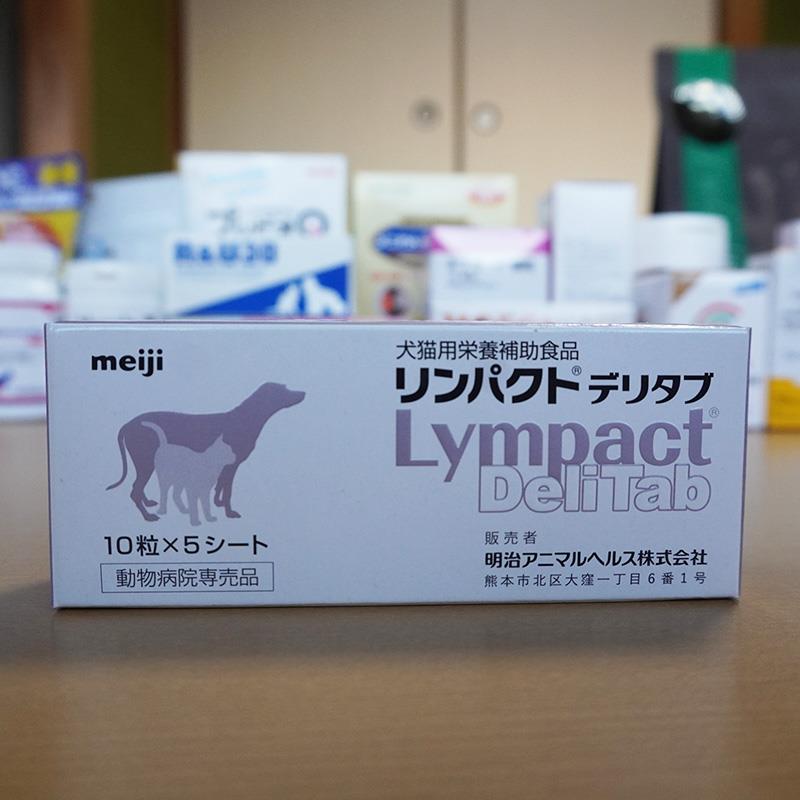 meiji
犬猫用栄養補助食品
リンパクト® デリタブ
Lympact®
DeliTab
10粒×5シート
動物病院専売品
販売者
明治アニマルヘルス株式会社
熊本市北区大窪一丁目6番1号